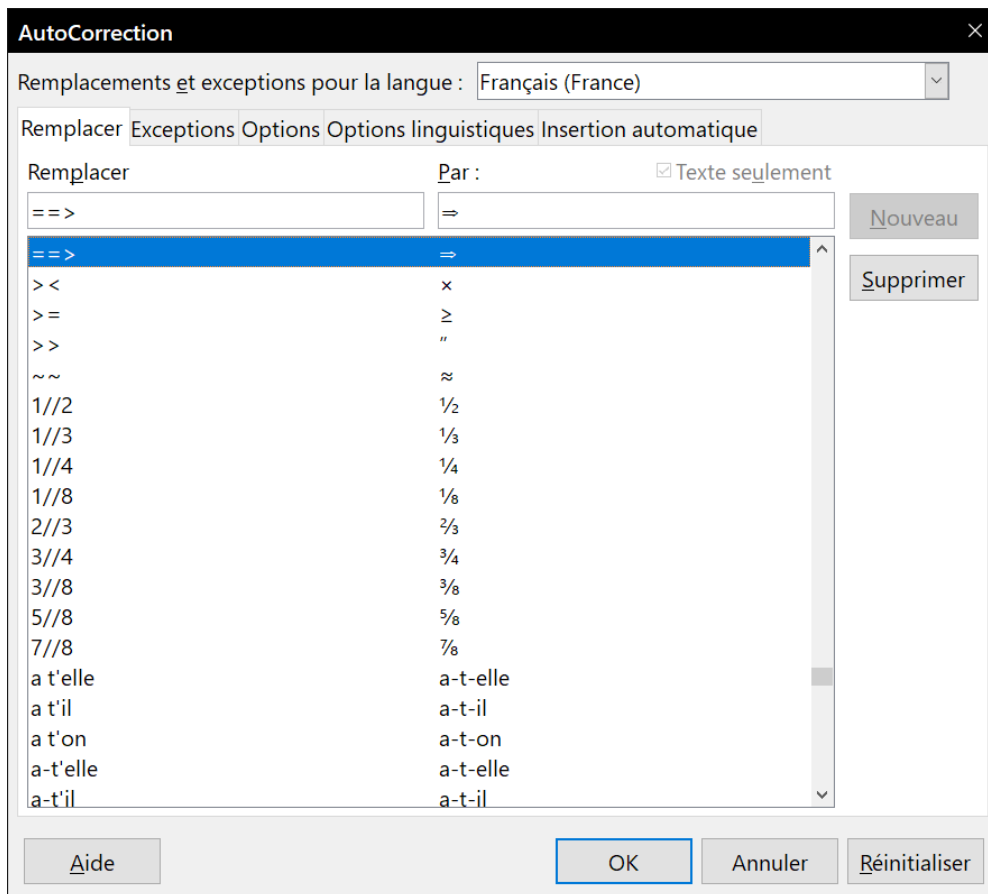 AutoCorrection
Remplacements et exceptions pour la langue : Français (France)
Remplacer Exceptions Options Options linguistiques Insertion automatique
Remplacer Par : Texte seulement
==> ⇒
Nouveau
==> ⇒
Supprimer
>< ×
>= ≥
>> ″
~~ ≈
1//2 ½
1//3 ⅓
1//4 ¼
1//8 ⅛
2//3 ⅔
3//4 ¾
3//8 ⅜
5//8 ⅝
7//8 ⅞
a t'elle a-t-elle
a t'il a-t-il
a t'on a-t-on
a-t'elle a-t-elle
a-t'il a-t-il
Aide OK Annuler Réinitialiser